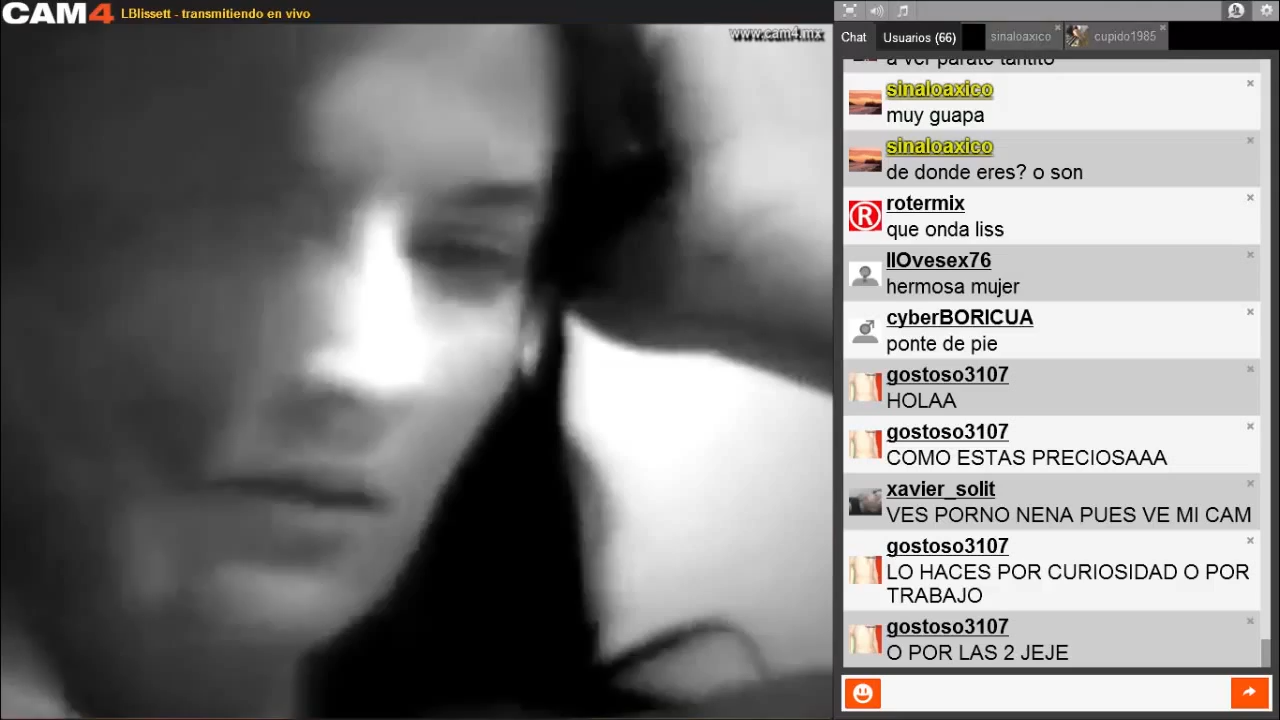 CAM4
LBlissett - transmitiendo en vivo
www.cam4.mx
Chat
Usuarios (66)
sinaloaxico
cupido1985
a ver parate tantito
sinaloaxico
muy guapa
sinaloaxico
de donde eres? o son
rotermix
que onda liss
cyberBORICUA
ponte de pie
hermosa mujer
gostoso3107
HOLAA
gostoso3107
COMO ESTAS PRECIOSAAA
xavier_solit
VES PORNO NENA PUES VE MI CAM
gostoso3107
LO HACES POR CURIOSIDAD O POR
TRABAJO
gostoso3107
O POR LAS 2 JEJE